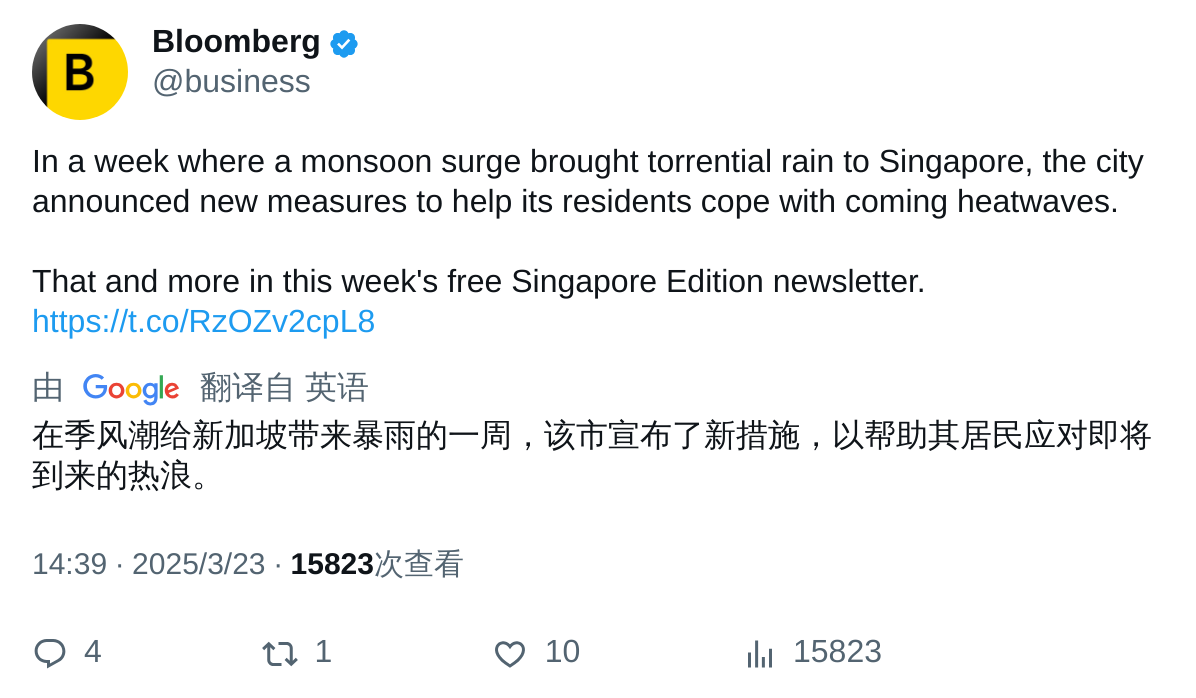 B
Bloomberg
@business
In a week where a monsoon surge brought torrential rain to Singapore, the city
announced new measures to help its residents cope with coming heatwaves.
That and more in this week's free Singapore Edition newsletter.
https://t.co/RzOZv2cpL8
由 Google 翻译自 英语
在季风潮给新加坡带来暴雨的一周，该市宣布了新措施，以帮助其居民应对即将
到来的热浪。
14:39 · 2025/3/23 · 15823次查看
4 1 10 15823